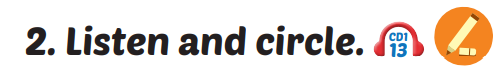 2. Listen and circle. CD1
13